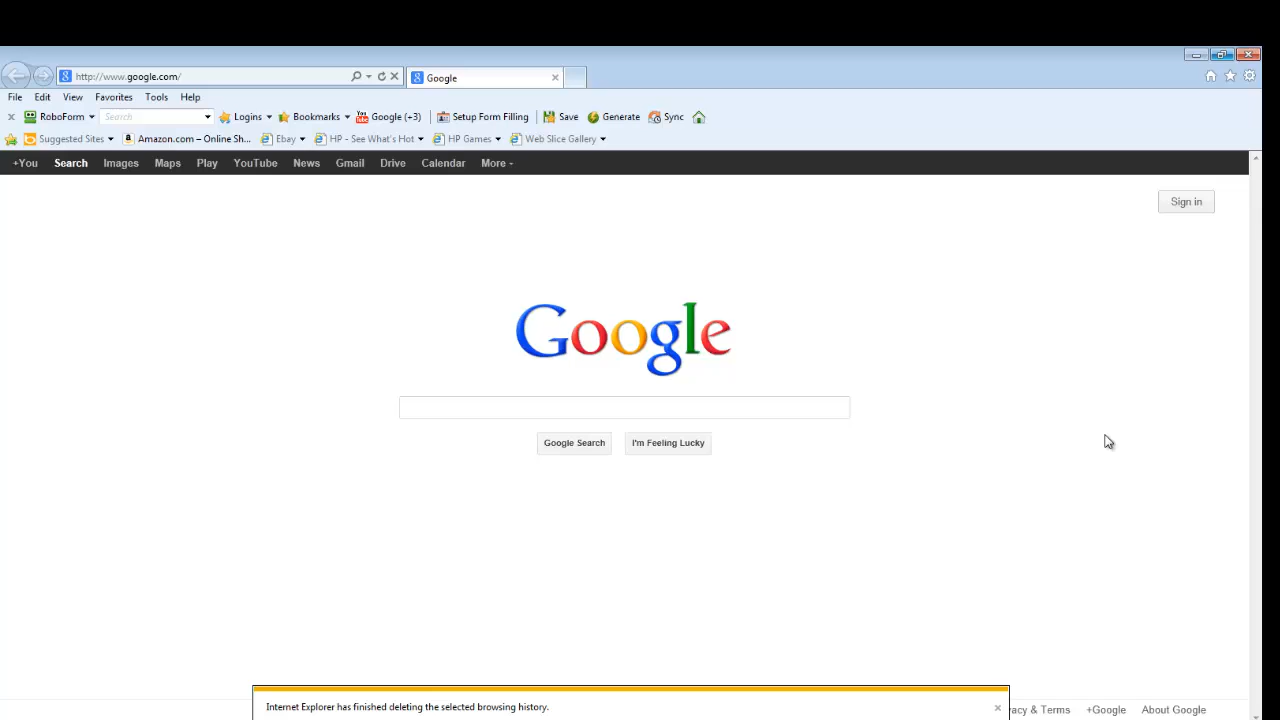 http://www.google.com/
Google
File Edit View Favorites Tools Help
RoboForm Search Logins Bookmarks Google (+3) Setup Form Filling Save Generate Sync
Suggested Sites Amazon.com – Online Sh... Ebay HP - See What's Hot HP Games Web Slice Gallery
+You Search Images Maps Play YouTube News Gmail Drive Calendar More
Sign in
Google
Google Search I'm Feeling Lucky
Internet Explorer has finished deleting the selected browsing history.
& Terms +Google About Google